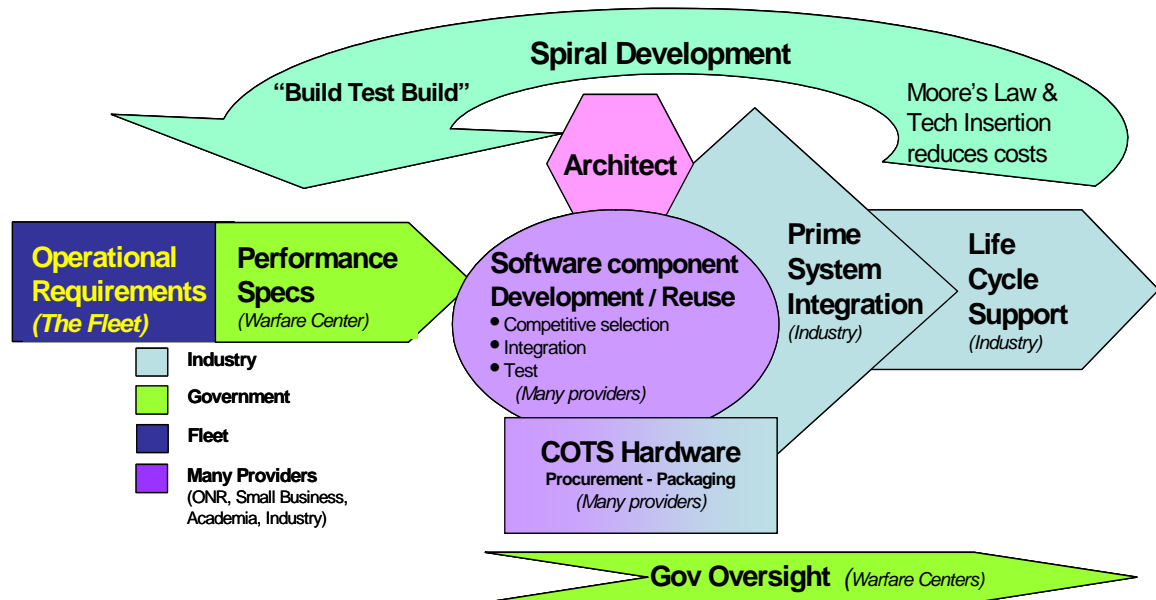 Spiral Development
“Build Test Build”
Moore’s Law &
Tech Insertion
reduces costs
Architect
Operational
Requirements
(The Fleet)
Performance
Specs
(Warfare Center)
Software component
Development / Reuse
• Competitive selection
• Integration
• Test
(Many providers)
Prime
System
Integration
(Industry)
Life
Cycle
Support
(Industry)
Industry
Government
Fleet
Many Providers
(ONR, Small Business,
Academia, Industry)
COTS Hardware
Procurement - Packaging
(Many providers)
Gov Oversight (Warfare Centers)